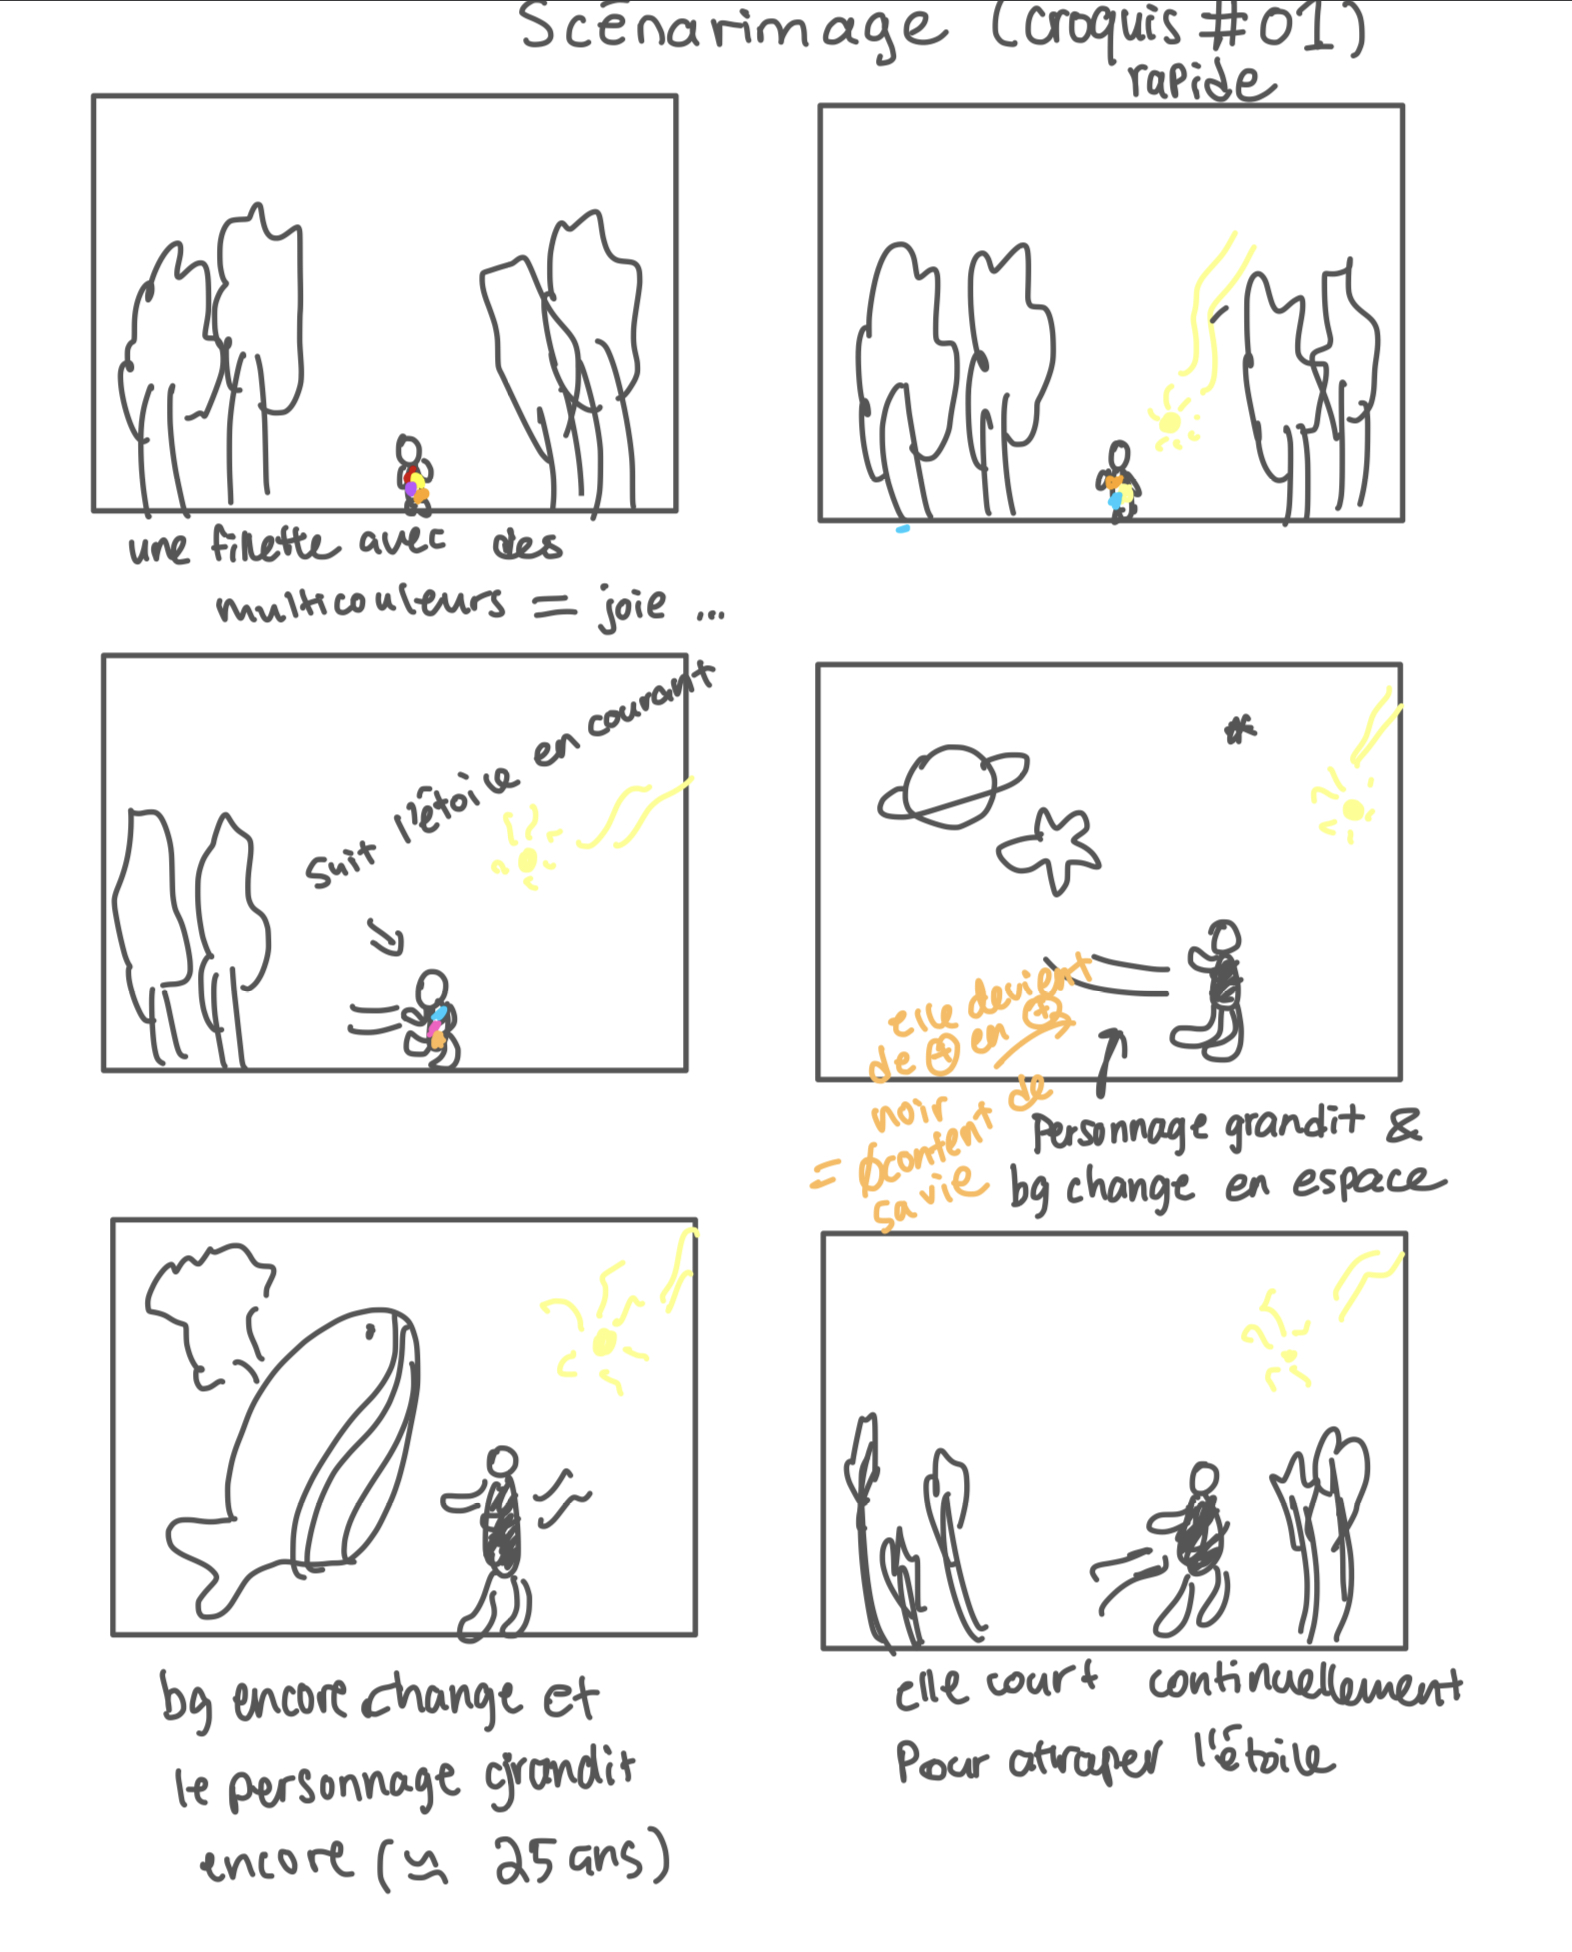 Scénarimage (croquis #01)
rapide
une fillette avec des
multicouleurs = joie ...
suit l'étoile en courant
elle devient
de + en +
noir
= øcontent de
sa vie
Personnage grandit &
bg change en espace
bg encore change et
le personnage grandit
encore (≃ 25 ans)
elle court continuellement
Pour attraper l'étoile